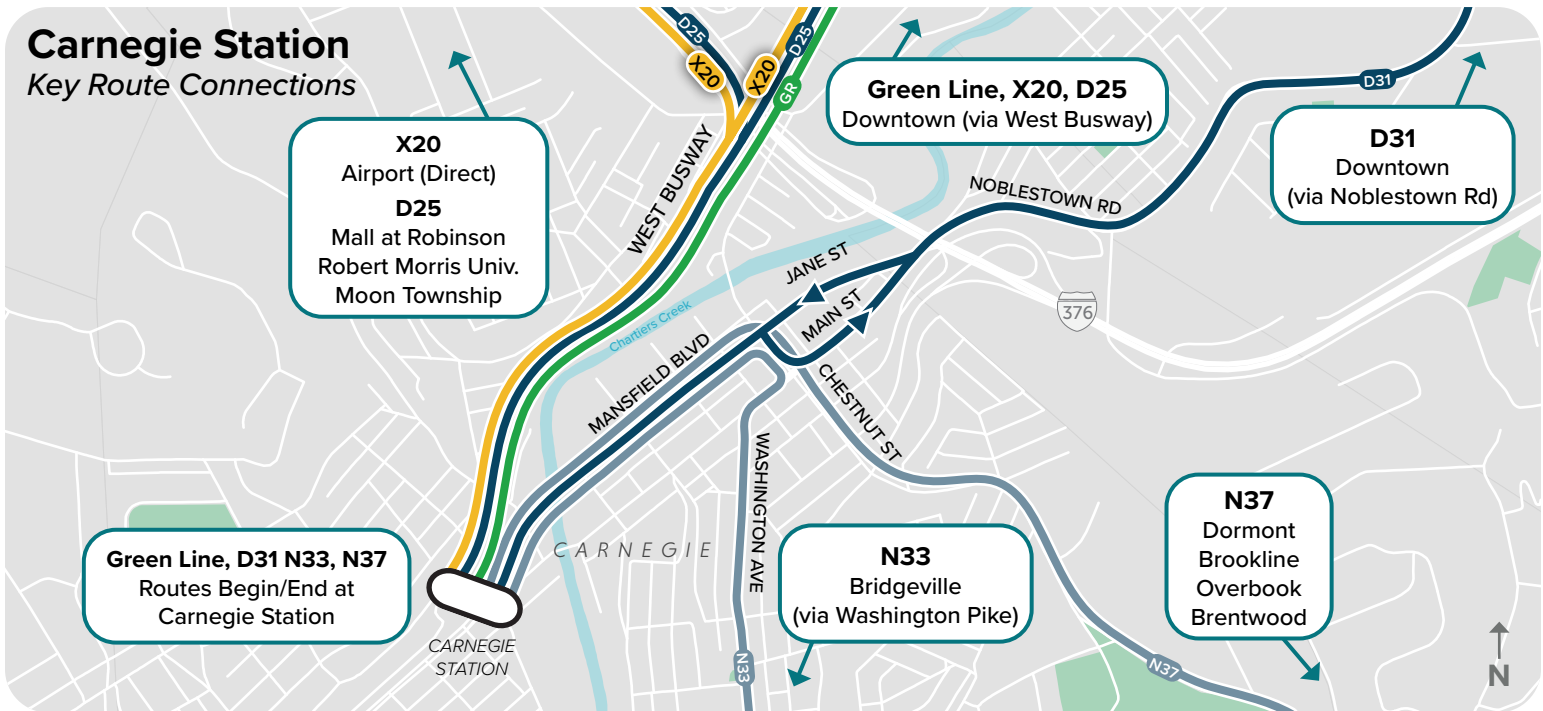 Carnegie Station
Key Route Connections
X20
Airport (Direct)
D25
Mall at Robinson
Robert Morris Univ.
Moon Township
Green Line, X20, D25
Downtown (via West Busway)
D31
Downtown
(via Noblestown Rd)
D25
X20
X20
D25
GR
D31
WEST BUSWAY
NOBLESTOWN RD
JANE ST
MAIN ST
376
Chartiers Creek
MANSFIELD BLVD
CHESTNUT ST
WASHINGTON AVE
CARNEGIE
Green Line, D31 N33, N37
Routes Begin/End at
Carnegie Station
CARNEGIE
STATION
N33
Bridgeville
(via Washington Pike)
N37
Dormont
Brookline
Overbook
Brentwood
N33
N37
N